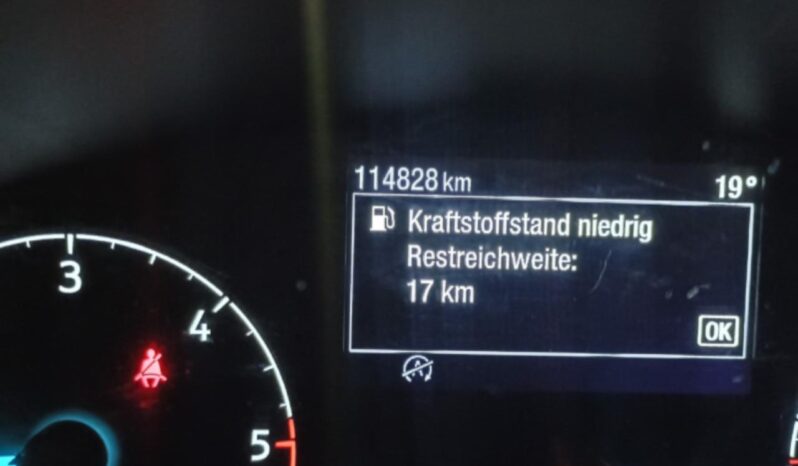 114828 km 19°
Kraftstoffstand niedrig
Restreichweite:
17 km
OK
3
4
5